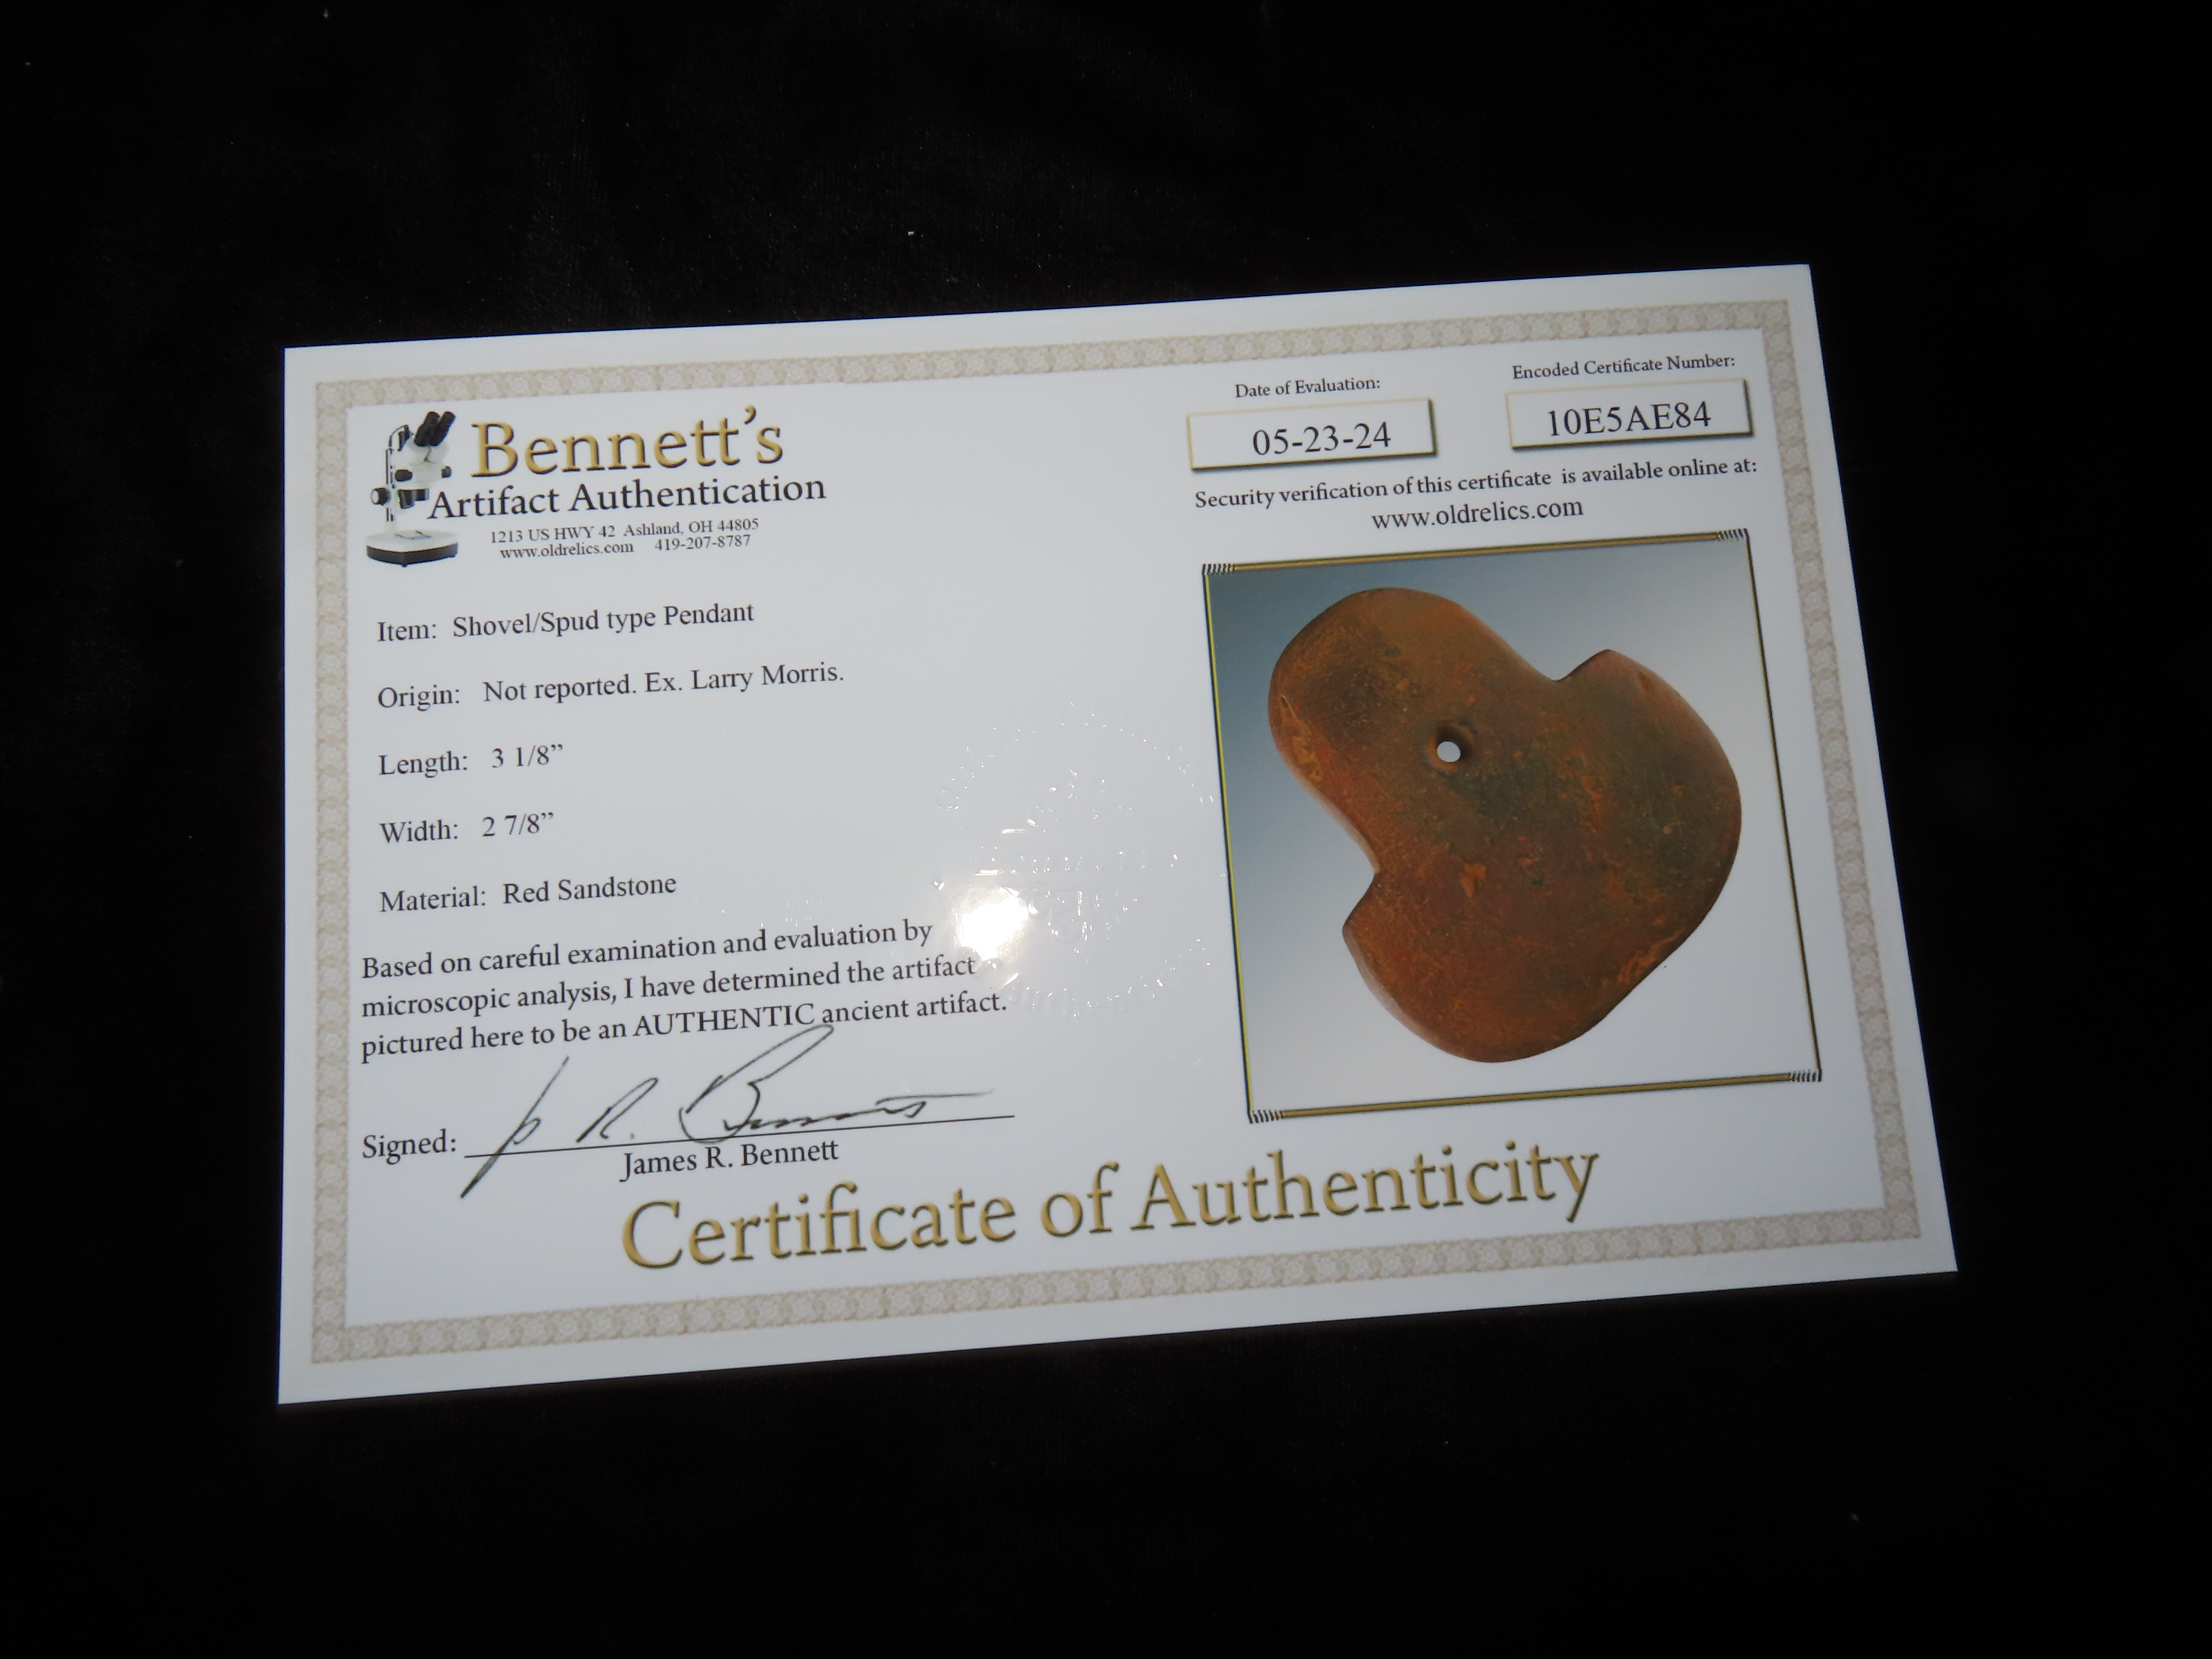 Bennett's
Artifact Authentication
1213 US HWY 42 Ashland, OH 44805
www.oldrelics.com 419-207-8787
Date of Evaluation:
05-23-24
Encoded Certificate Number:
10E5AE84
Security verification of this certificate is available online at:
www.oldrelics.com
Item: Shovel/Spud type Pendant
Origin: Not reported. Ex. Larry Morris.
Length: 3 1/8”
Width: 2 7/8”
Material: Red Sandstone
Based on careful examination and evaluation by
microscopic analysis, I have determined the artifact
pictured here to be an AUTHENTIC ancient artifact.
Signed:
James R. Bennett
Certificate of Authenticity